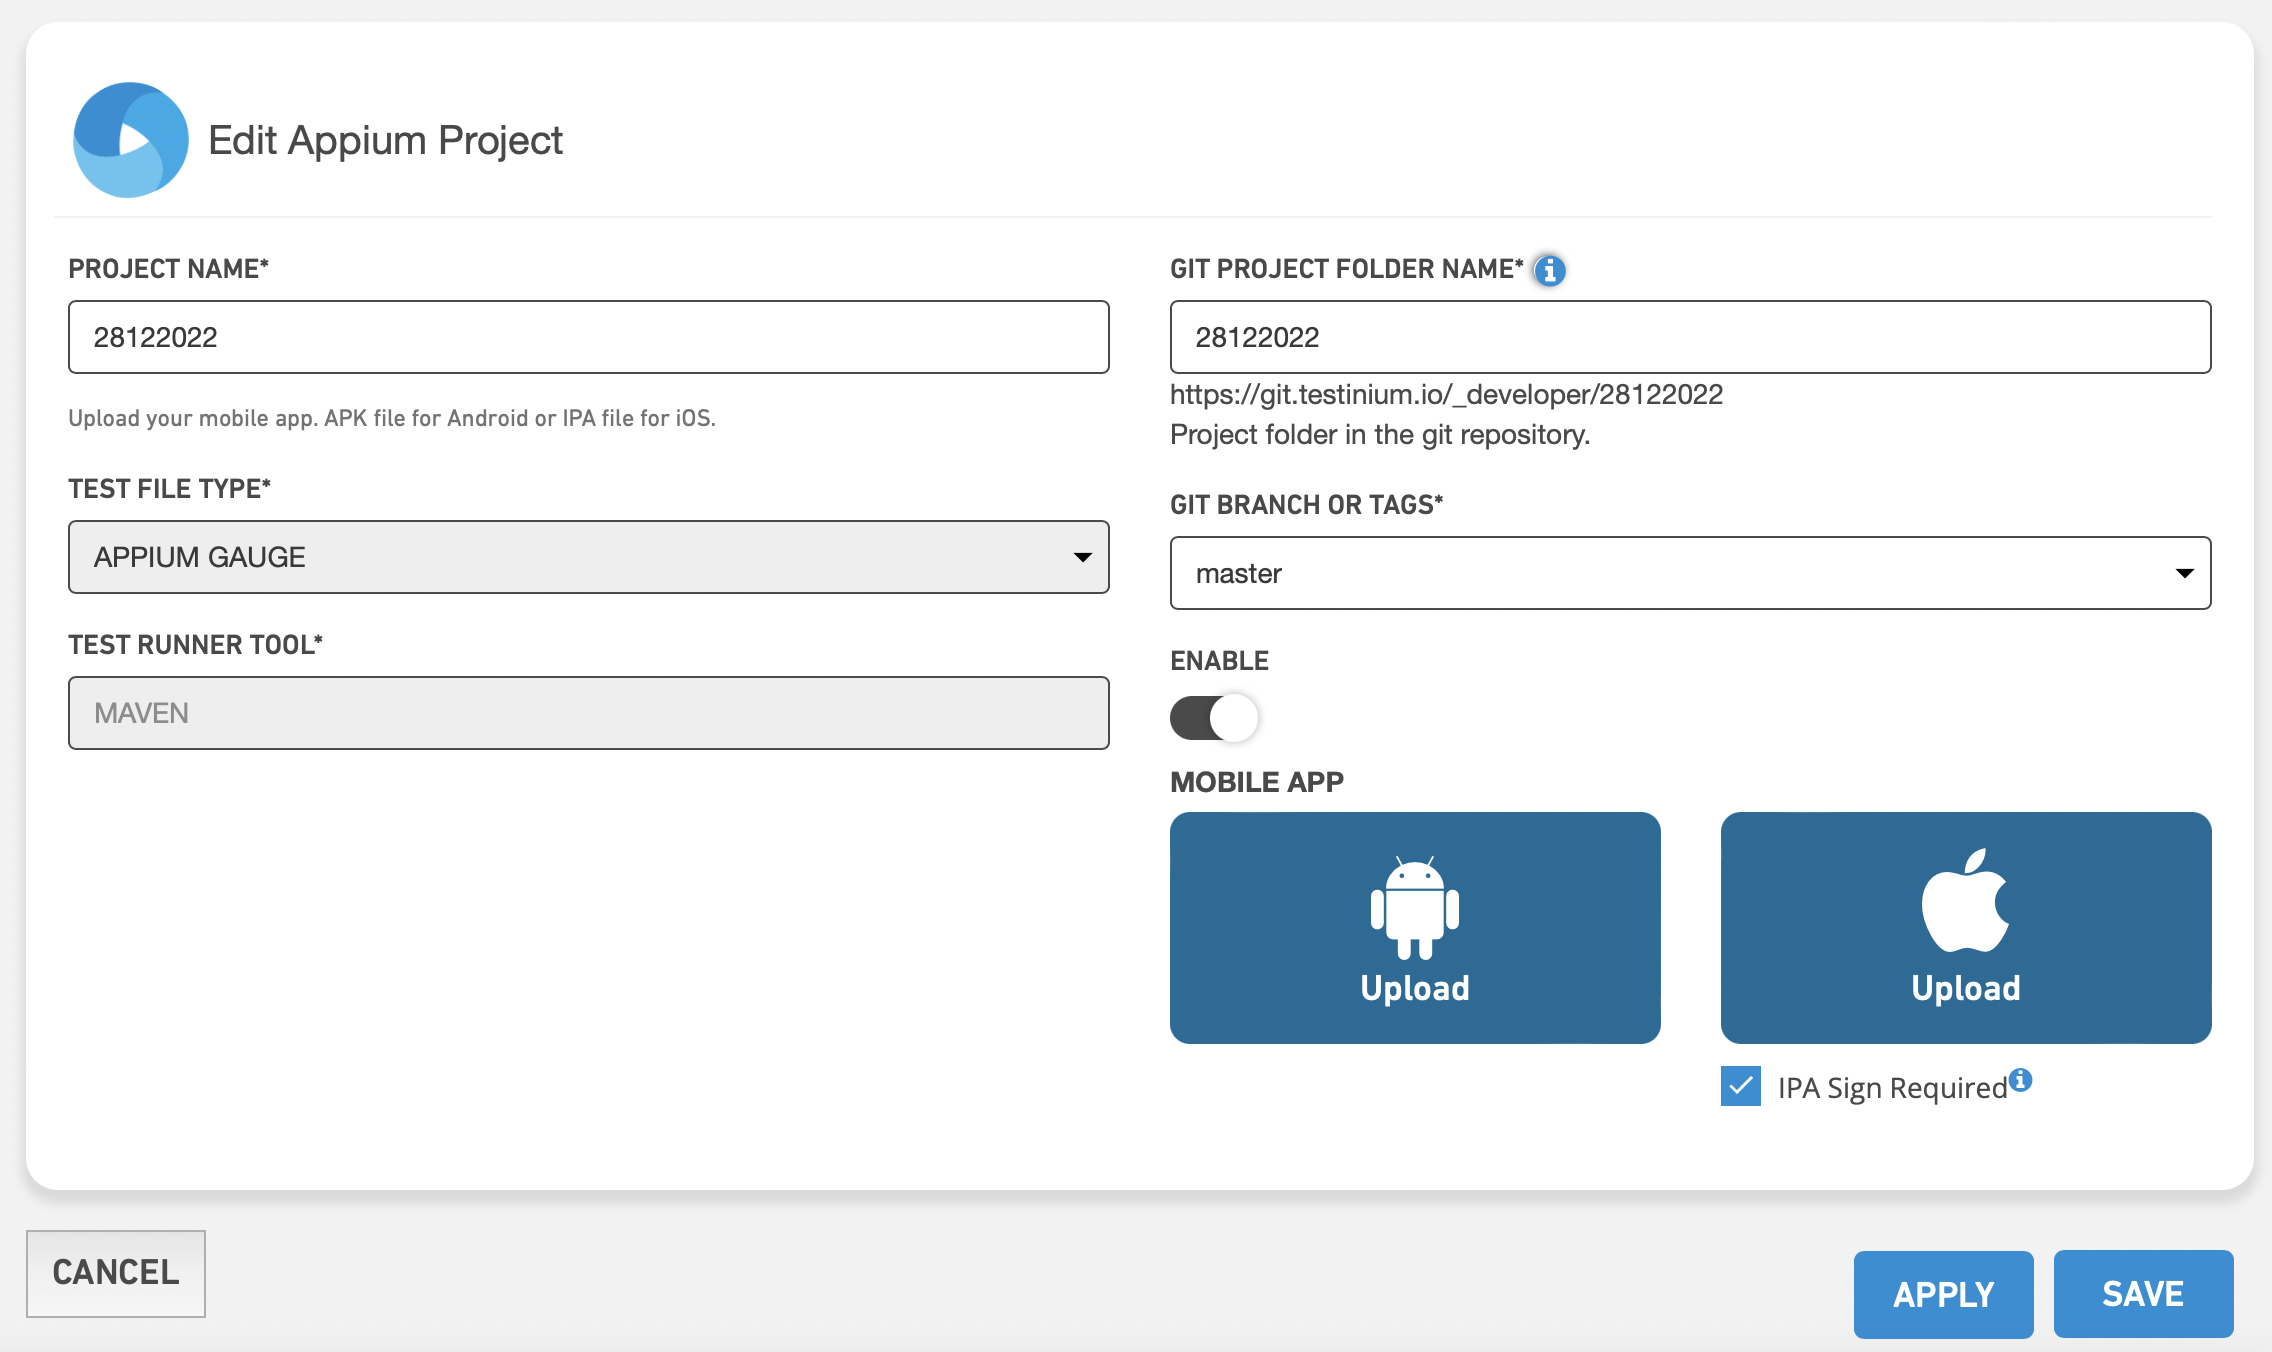 Edit Appium Project
PROJECT NAME*
28122022
Upload your mobile app. APK file for Android or IPA file for iOS.
TEST FILE TYPE*
APPIUM GAUGE
TEST RUNNER TOOL*
MAVEN
GIT PROJECT FOLDER NAME*
28122022
https://git.testinium.io/_developer/28122022
Project folder in the git repository.
GIT BRANCH OR TAGS*
master
ENABLE
MOBILE APP
Upload
Upload
IPA Sign Required
CANCEL
APPLY
SAVE